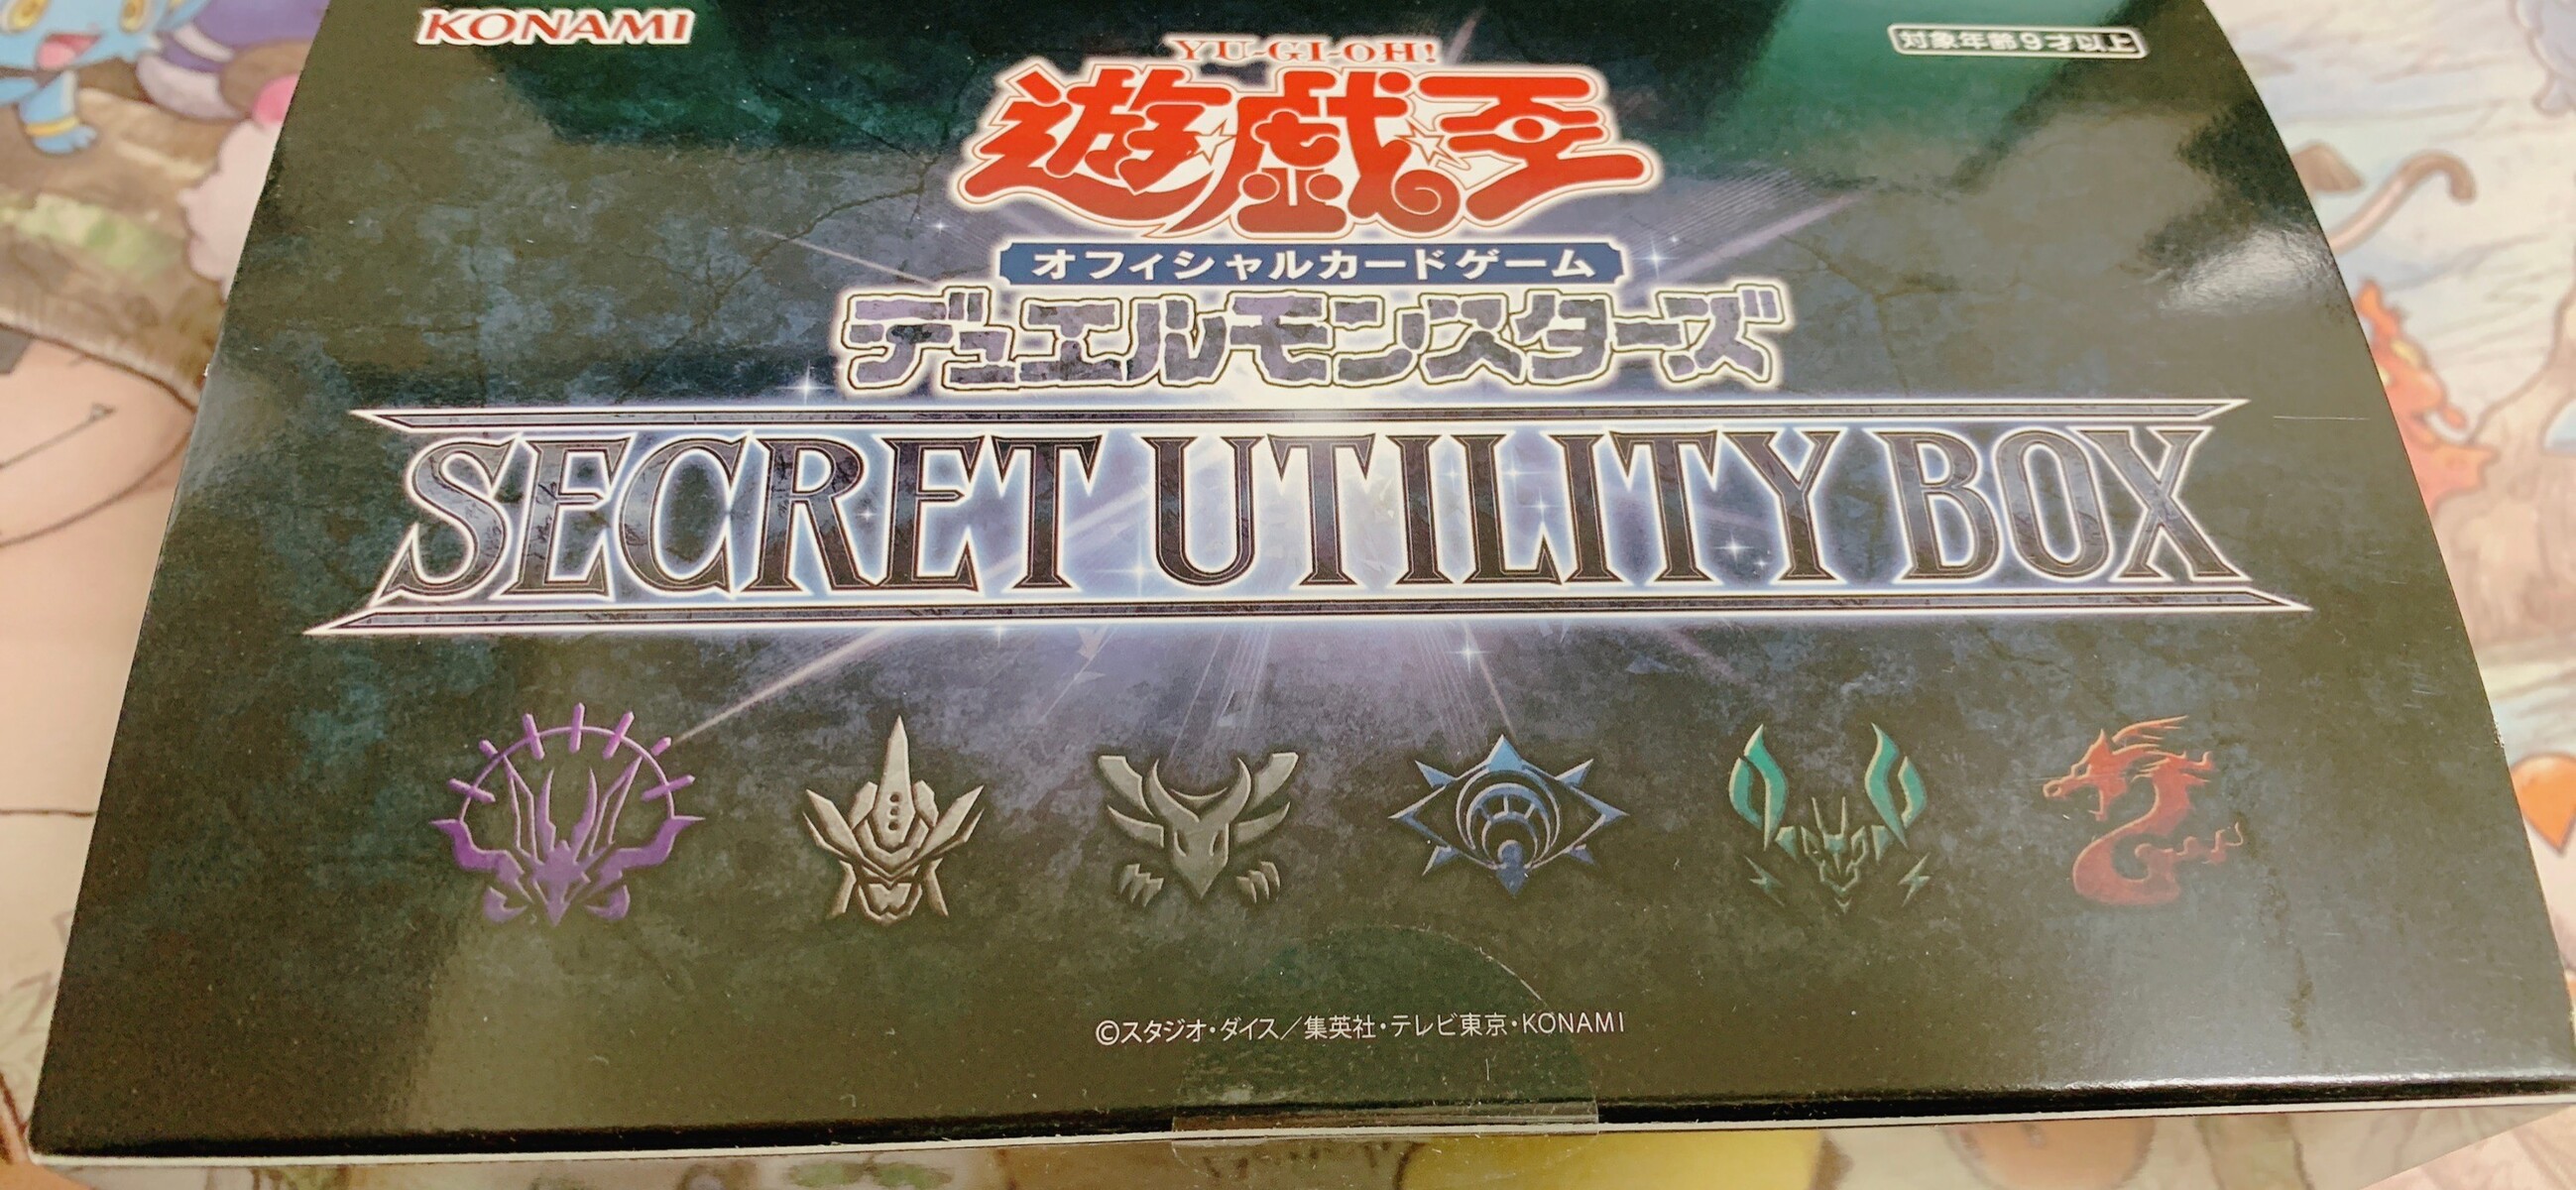 KONAMI
対象年齢9才以上
YU-GI-OH!
遊戯王
オフィシャルカードゲーム
デュエルモンスターズ
SECRET UTILITY BOX
©スタジオ・ダイス／集英社・テレビ東京・KONAMI